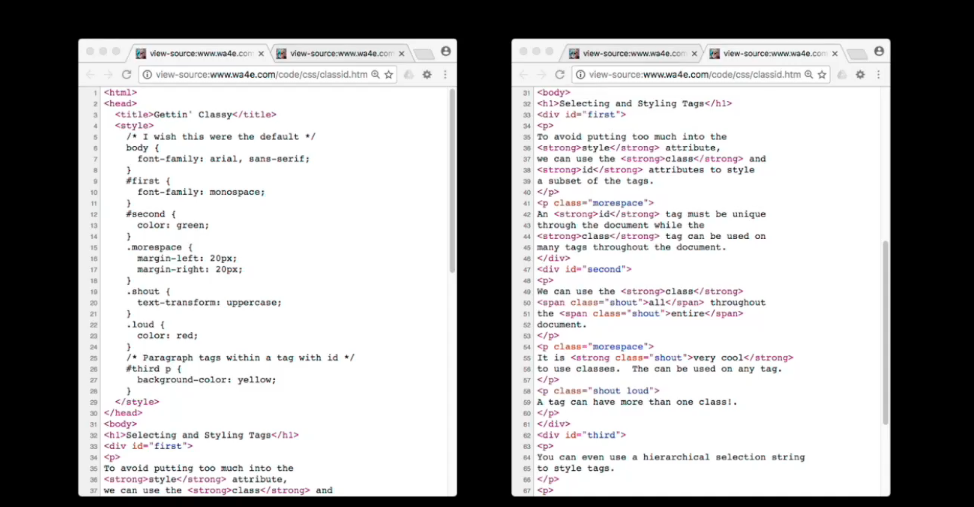 view-source:www.wa4e.com/ × view-source:www.wa4e.com/ ×
view-source:www.wa4e.com/code/css/classid.htm
1 <html>
2 <head>
3 <title>Gettin' Classy</title>
4 <style>
5 /* I wish this were the default */
6 body {
7 font-family: arial, sans-serif;
8 }
9 #first {
10 font-family: monospace;
11 }
12 #second {
13 color: green;
14 }
15 .morespace {
16 margin-left: 20px;
17 margin-right: 20px;
18 }
19 .shout {
20 text-transform: uppercase;
21 }
22 .loud {
23 color: red;
24 }
25 /* Paragraph tags within a tag with id */
26 #third p {
27 background-color: yellow;
28 }
29 </style>
30 </head>
31 <body>
32 <h1>Selecting and Styling Tags</h1>
33 <div id="first">
34 <p>
35 To avoid putting too much into the
36 <strong>style</strong> attribute,
37 we can use the <strong>class</strong> and
view-source:www.wa4e.com/ × view-source:www.wa4e.com/ ×
view-source:www.wa4e.com/code/css/classid.htm
31 <body>
32 <h1>Selecting and Styling Tags</h1>
33 <div id="first">
34 <p>
35 To avoid putting too much into the
36 <strong>style</strong> attribute,
37 we can use the <strong>class</strong> and
38 <strong>id</strong> attributes to style
39 a subset of the tags.
40 </p>
41 <p class="morespace">
42 An <strong>id</strong> tag must be unique
43 through the document while the
44 <strong>class</strong> tag can be used on
45 many tags throughout the document.
46 </div>
47 <div id="second">
48 <p>
49 We can use the <strong>class</strong>
50 <span class="shout">all</span> throughout
51 the <span class="shout">entire</span>
52 document.
53 </p>
54 <p class="morespace">
55 It is <strong class="shout">very cool</strong>
56 to use classes. The can be used on any tag.
57 </p>
58 <p class="shout loud">
59 A tag can have more than one class!.
60 </p>
61 </div>
62 <div id="third">
63 <p>
64 You can even use a hierarchical selection string
65 to style tags.
66 </p>
67 <p>